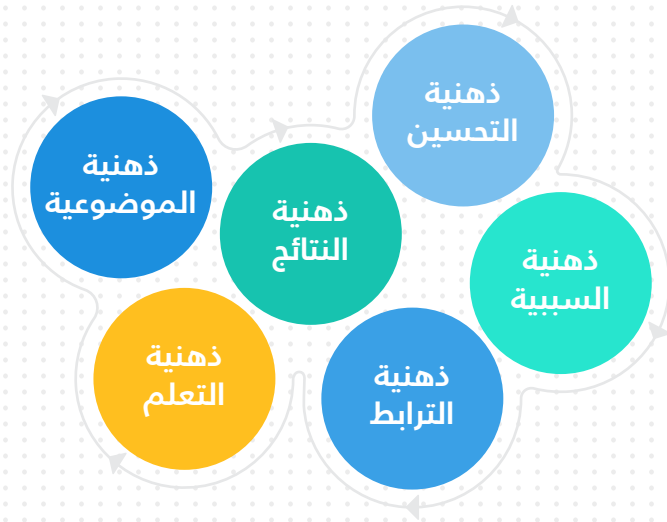 ذهنية
التحسين
ذهنية
الموضوعية
ذهنية
النتائج
ذهنية
السببية
ذهنية
التعلم
ذهنية
الترابط